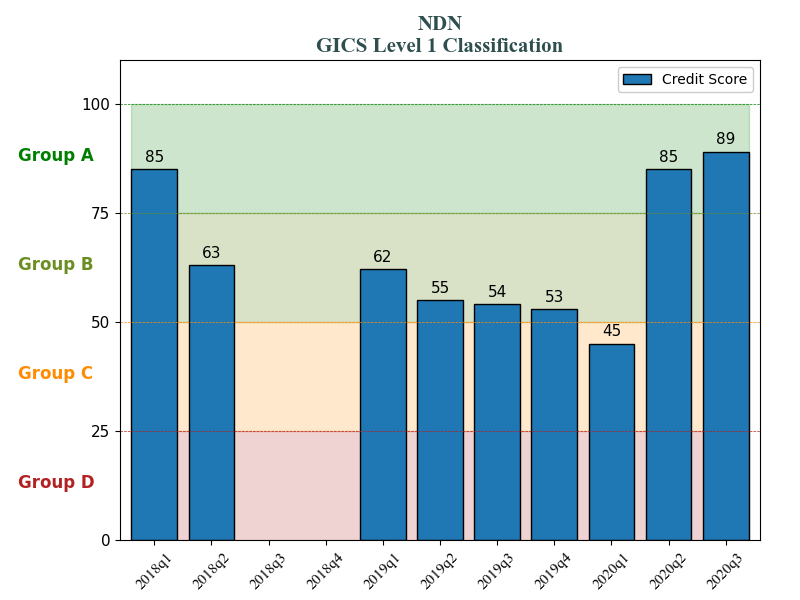 NDN
GICS Level 1 Classification
Credit Score
100
75
50
25
0
Group A
Group B
Group C
Group D
85
63
62
55
54
53
45
85
89
2018q1
2018q2
2018q3
2018q4
2019q1
2019q2
2019q3
2019q4
2020q1
2020q2
2020q3